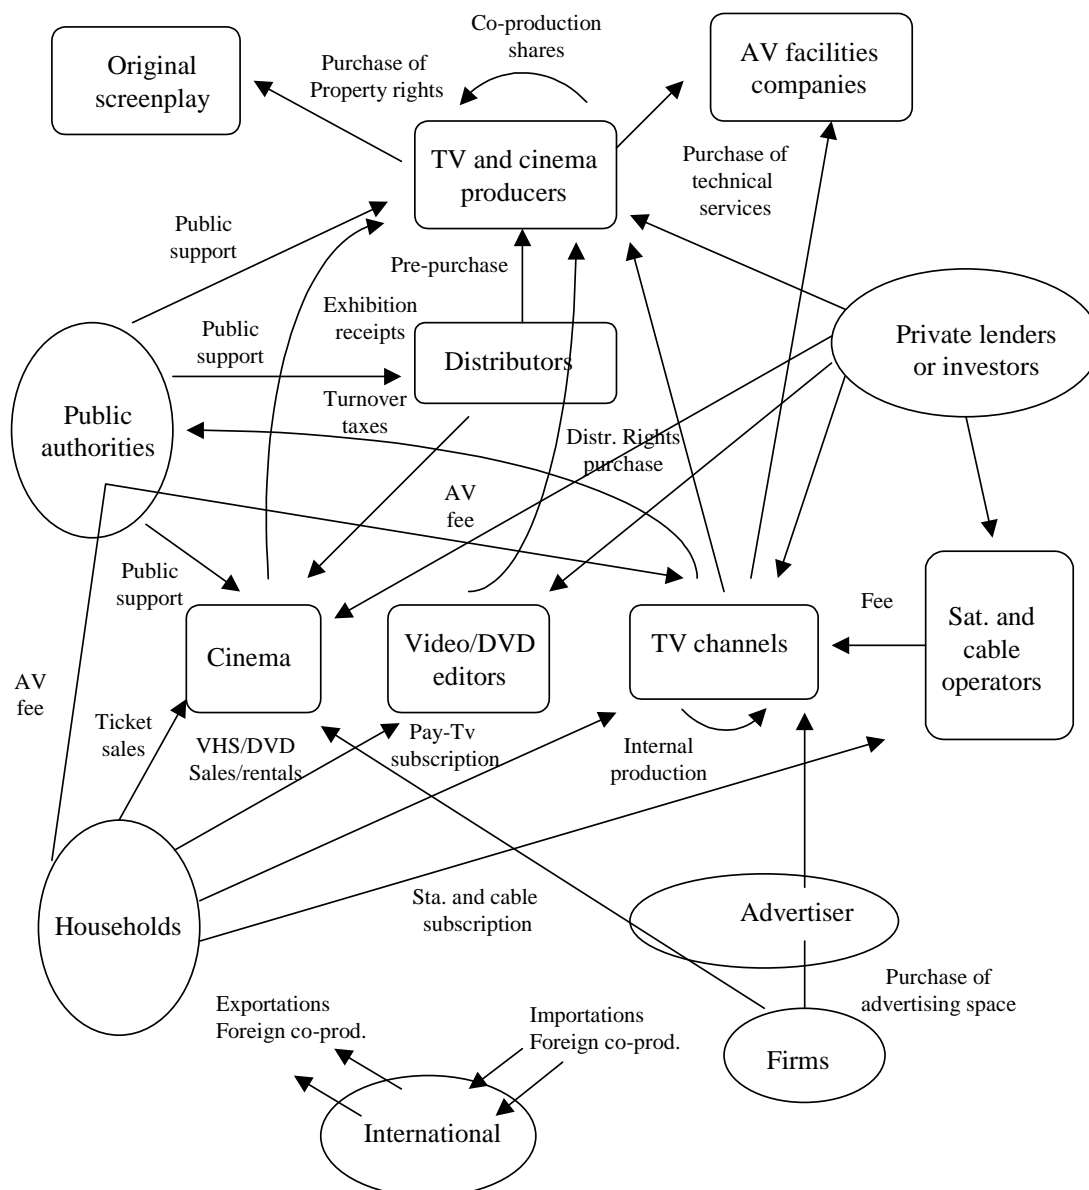 Co-production
shares
Original
screenplay
Purchase of
Property rights
AV facilities
companies
TV and cinema
producers
Purchase of
technical
services
Public
support
Pre-purchase
Exhibition
receipts
Public
support
Distributors
Private lenders
or investors
Public
authorities
Turnover
taxes
Distr. Rights
purchase
AV
fee
Public
support
Fee
Cinema
Video/DVD
editors
TV channels
Sat. and
cable
operators
AV
fee
Ticket
sales
VHS/DVD
Sales/rentals
Pay-Tv
subscription
Internal
production
Sta. and cable
subscription
Advertiser
Households
Purchase of
advertising space
Exportations
Foreign co-prod.
Importations
Foreign co-prod.
Firms
International